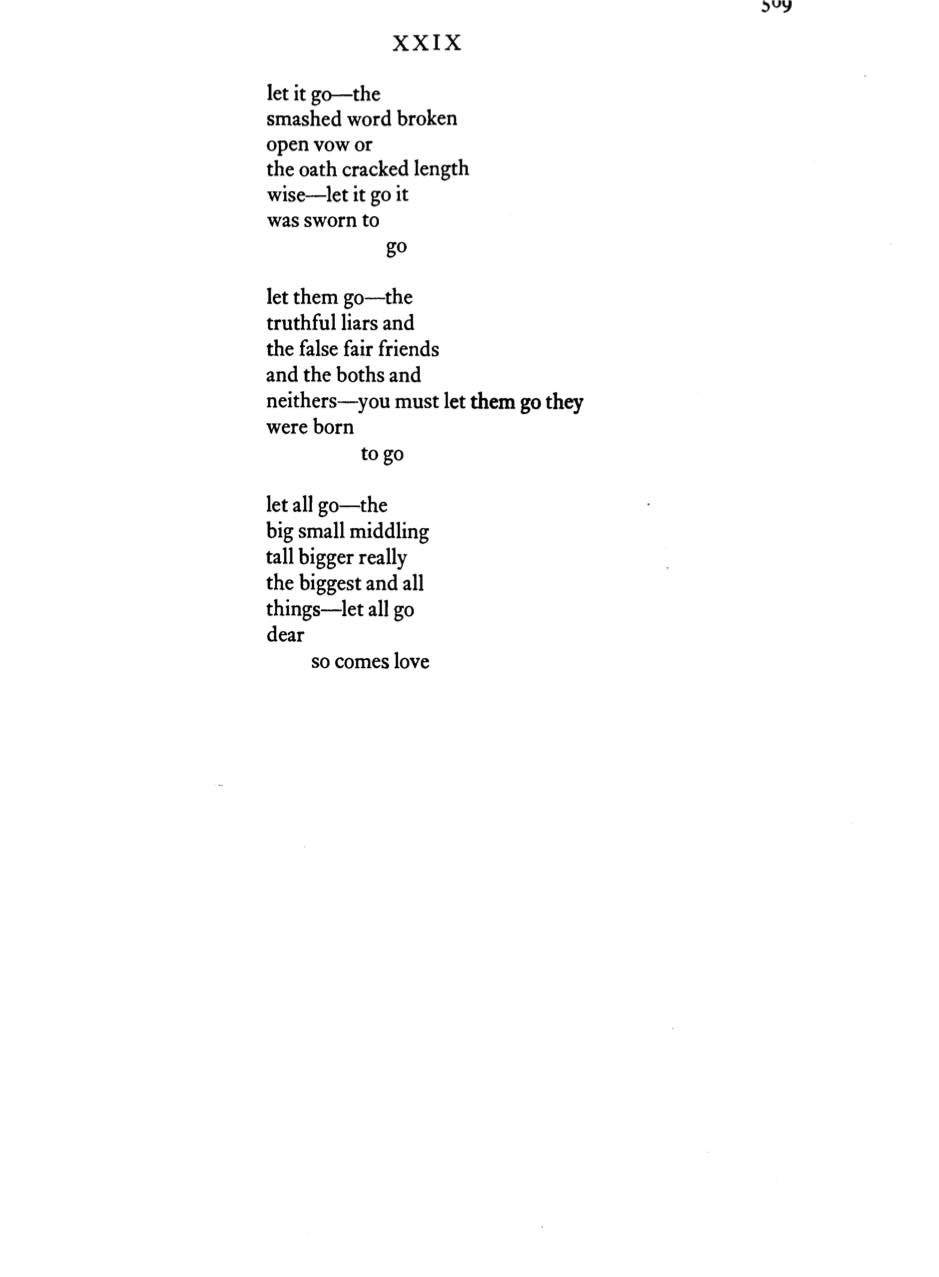 509
XXIX
let it go—the
smashed word broken
open vow or
the oath cracked length
wise—let it go it
was sworn to
go
let them go—the
truthful liars and
the false fair friends
and the boths and
neithers—you must let them go they
were born
to go
let all go—the
big small middling
tall bigger really
the biggest and all
things—let all go
dear
so comes love